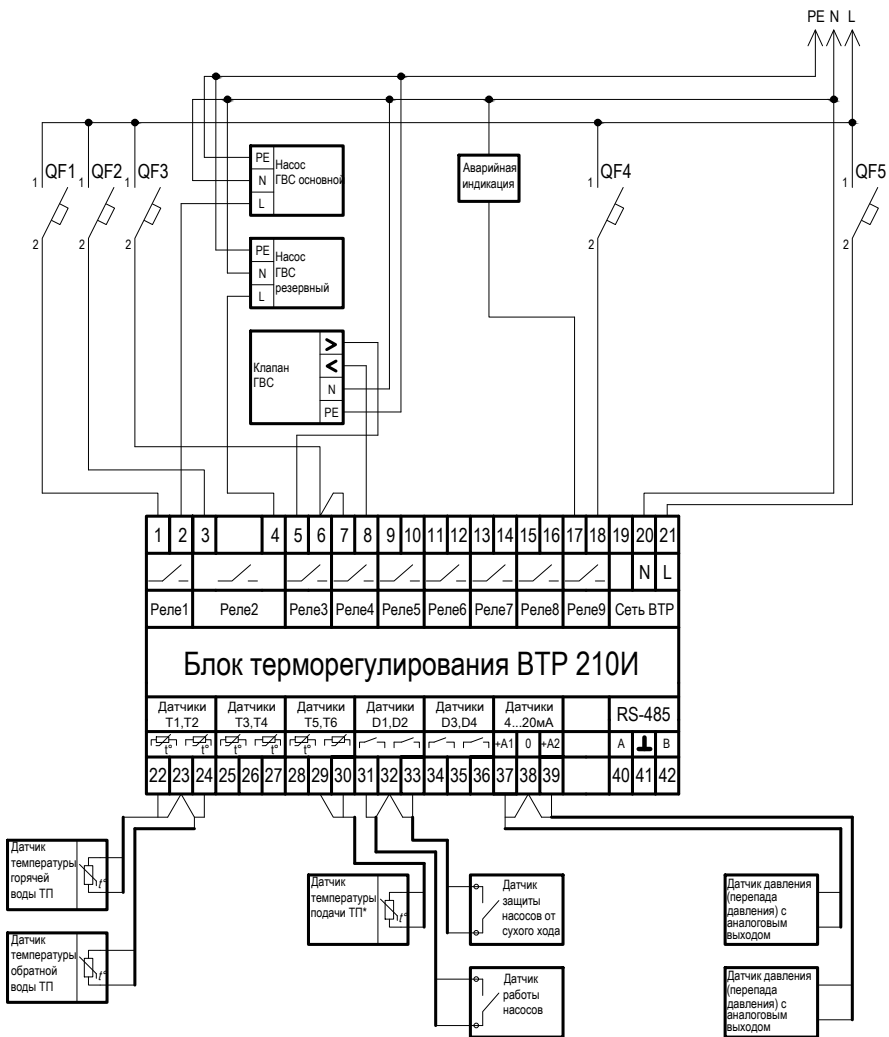 PE N L
QF1
QF2
QF3
QF4
QF5
1
1
1
1
1
2
2
2
2
2
PE
N
L
Насос
ГВС основной
PE
N
L
Насос
ГВС
резервный
Клапан
ГВС
>
<
N
PE
Аварийная
индикация
1 2 3 4 5 6 7 8 9 10 11 12 13 14 15 16 17 18 19 20 21
N L
Реле1 Реле2 Реле3 Реле4 Реле5 Реле6 Реле7 Реле8 Реле9 Сеть ВТР
Блок терморегулирования ВТР 210И
Датчики
T1,T2
Датчики
T3,T4
Датчики
T5,T6
Датчики
D1,D2
Датчики
D3,D4
Датчики
4...20мА
RS-485
t° t° t° t° t° t° +A1 0 +A2 A B
22 23 24 25 26 27 28 29 30 31 32 33 34 35 36 37 38 39 40 41 42
Датчик
температуры
горячей
воды ТП
t°
Датчик
температуры
обратной
воды ТП
t°
Датчик
температуры
подачи ТП*
t°
Датчик
защиты
насосов от
сухого хода
Датчик
работы
насосов
Датчик давления
(перепада
давления) с
аналоговым
выходом
Датчик давления
(перепада
давления) с
аналоговым
выходом